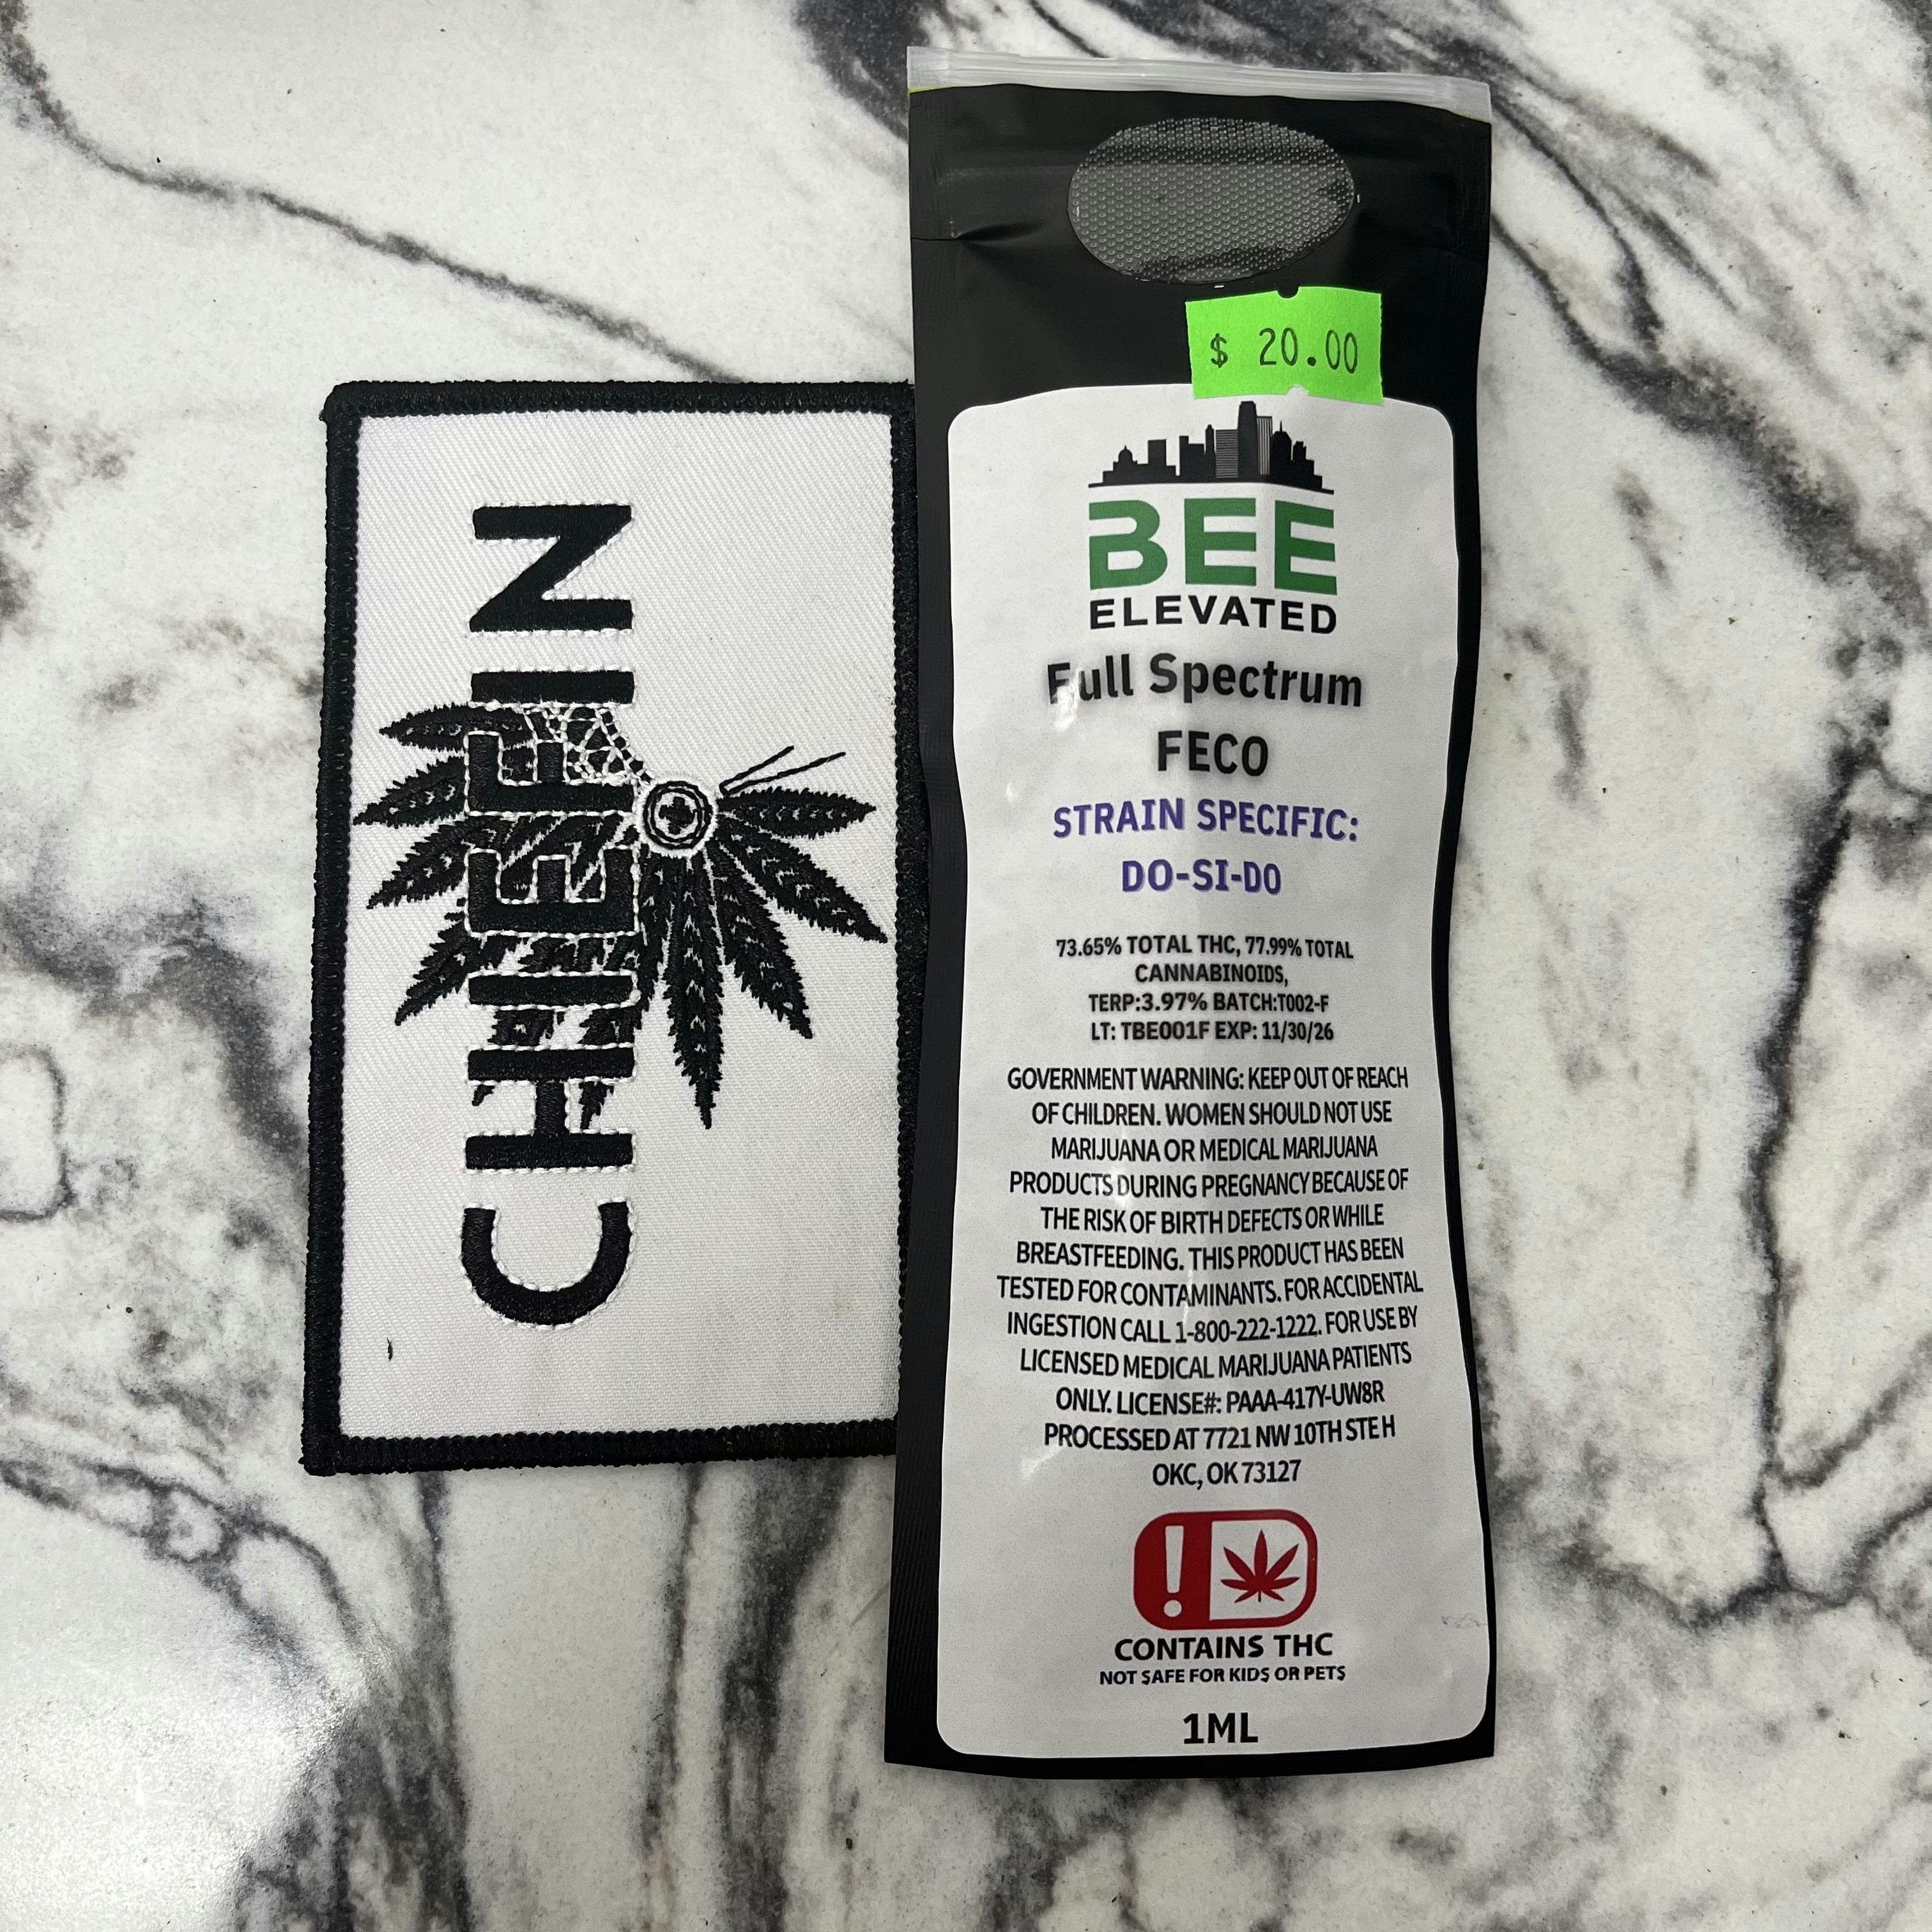 CHIEFIN
$ 20.00
BEE
ELEVATED
Full Spectrum
FECO
STRAIN SPECIFIC:
DO-SI-DO
73.65% TOTAL THC, 77.99% TOTAL
CANNABINOIDS,
TERP:3.97% BATCH:T002-F
LT: TBE001F EXP: 11/30/26
GOVERNMENT WARNING: KEEP OUT OF REACH
OF CHILDREN. WOMEN SHOULD NOT USE
MARIJUANA OR MEDICAL MARIJUANA
PRODUCTS DURING PREGNANCY BECAUSE OF
THE RISK OF BIRTH DEFECTS OR WHILE
BREASTFEEDING. THIS PRODUCT HAS BEEN
TESTED FOR CONTAMINANTS. FOR ACCIDENTAL
INGESTION CALL 1-800-222-1222. FOR USE BY
LICENSED MEDICAL MARIJUANA PATIENTS
ONLY. LICENSE#: PAAA-417Y-UW8R
PROCESSED AT 7721 NW 10TH STE H
OKC, OK 73127
CONTAINS THC
NOT SAFE FOR KIDS OR PETS
1ML